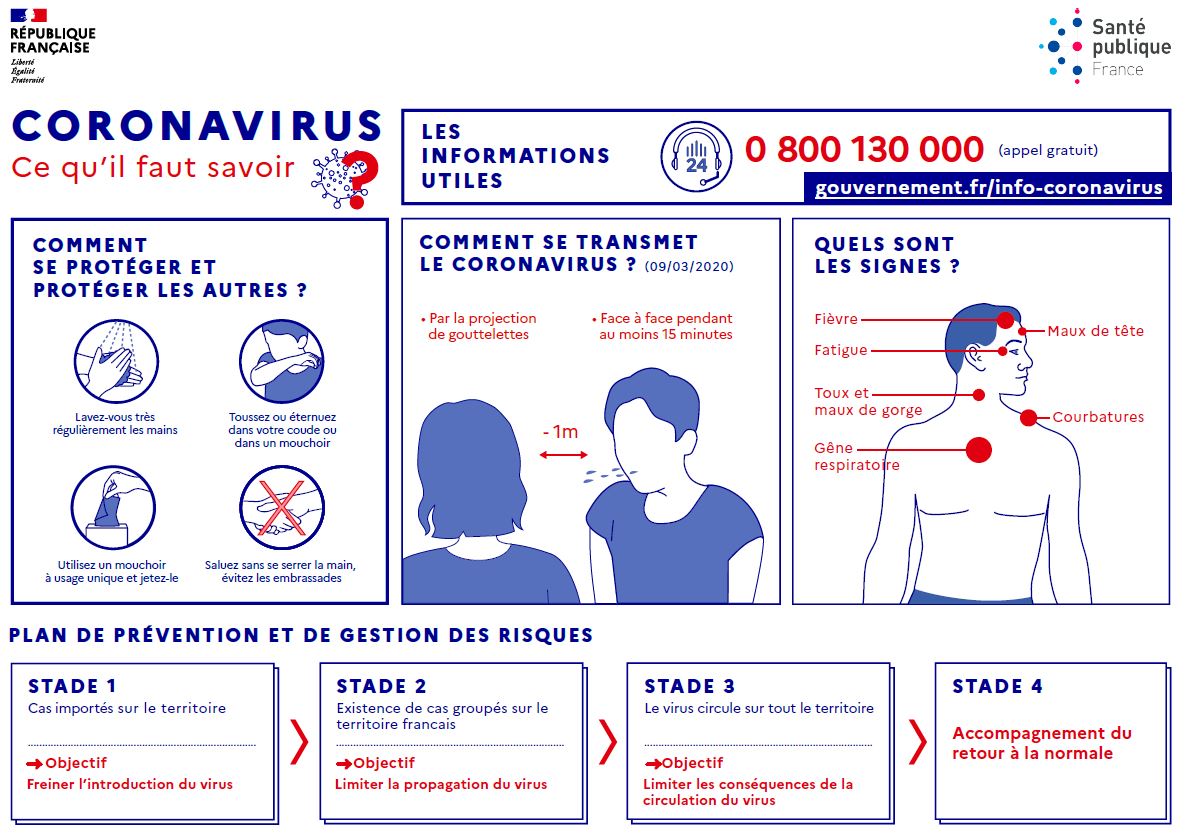 RÉPUBLIQUE
FRANÇAISE
Liberté
Égalité
Fraternité
Santé
publique
France
CORONAVIRUS
Ce qu'il faut savoir
?
LES
INFORMATIONS
UTILES
24
0 800 130 000 (appel gratuit)
gouvernement.fr/info-coronavirus
COMMENT
SE PROTÉGER ET
PROTÉGER LES AUTRES ?
Lavez-vous très
régulièrement les mains
Toussez ou éternuez
dans votre coude ou
dans un mouchoir
Utilisez un mouchoir
à usage unique et jetez-le
Saluez sans se serrer la main,
évitez les embrassades
COMMENT SE TRANSMET
LE CORONAVIRUS ? (09/03/2020)
• Par la projection
de gouttelettes
• Face à face pendant
au moins 15 minutes
- 1m
QUELS SONT
LES SIGNES ?
Fièvre
Maux de tête
Fatigue
Toux et
maux de gorge
Courbatures
Gêne
respiratoire
PLAN DE PRÉVENTION ET DE GESTION DES RISQUES
STADE 1
Cas importés sur le territoire
Objectif
Freiner l'introduction du virus
STADE 2
Existence de cas groupés sur le
territoire francais
Objectif
Limiter la propagation du virus
STADE 3
Le virus circule sur tout le territoire
Objectif
Limiter les conséquences de la
circulation du virus
STADE 4
Accompagnement du
retour à la normale